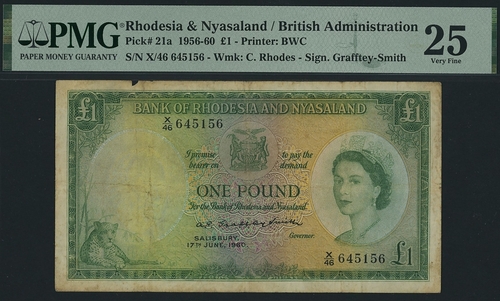 PMG
PAPER MONEY GUARANTY
*Rhodesia & Nyasaland / British Administration
Pick# 21a 1956-60 £1 - Printer: BWC
S/N X/46 645156 - Wmk: C. Rhodes - Sign. Grafftey-Smith
25
Very Fine
£1
BANK OF RHODESIA AND NYASALAND
£1
X/46 645156
I promise to pay the
bearer on demand
ONE POUND
for the Bank of Rhodesia and Nyasaland.
A.P. Grafftey Smith
SALISBURY,
17TH JUNE, 1960
Governor
X/46 645156
£1